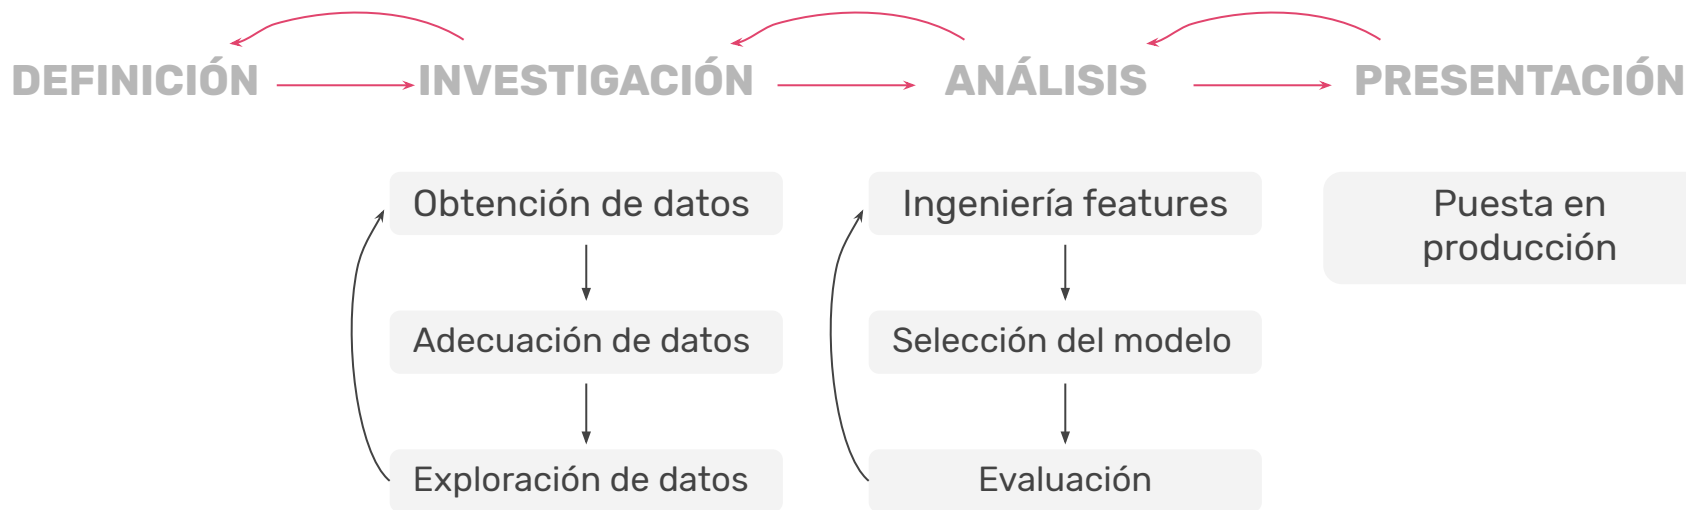 DEFINICIÓN
INVESTIGACIÓN
ANÁLISIS
PRESENTACIÓN
Obtención de datos
Adecuación de datos
Exploración de datos
Ingeniería features
Selección del modelo
Evaluación
Puesta en
producción